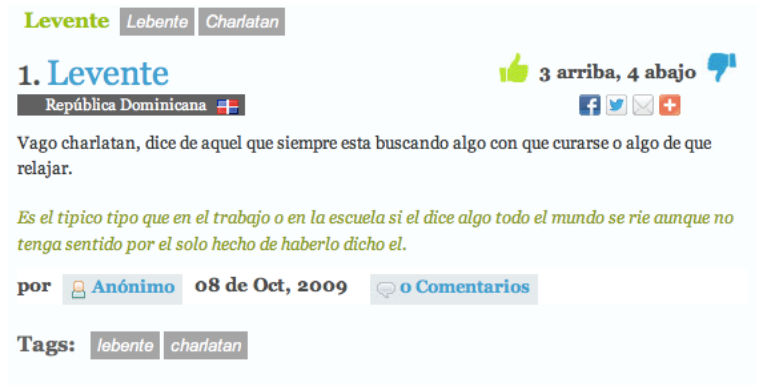 Levente Lebente Charlatan
1. Levente
3 arriba, 4 abajo
República Dominicana
Vago charlatan, dice de aquel que siempre esta buscando algo con que curarse o algo de que
relajar.
Es el tipico tipo que en el trabajo o en la escuela si el dice algo todo el mundo se rie aunque no
tenga sentido por el solo hecho de haberlo dicho el.
por Anónimo 08 de Oct, 2009 0 Comentarios
Tags: lebente charlatan